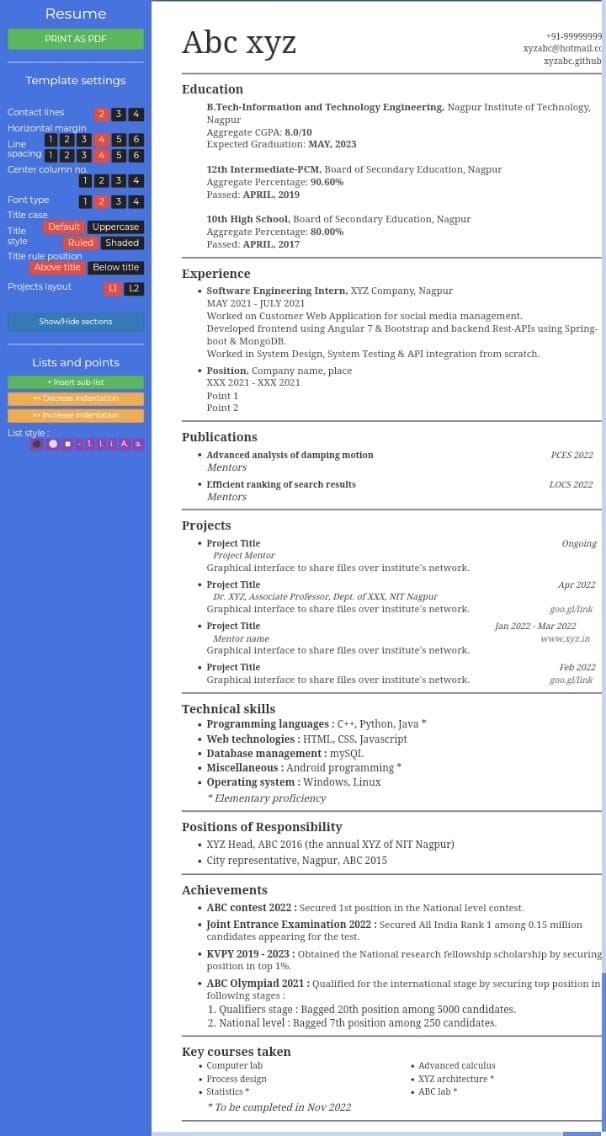 Resume
PRINT AS PDF
Template settings
Contact lines 2 3 4
Horizontal margin
1 2 3 4 5 6
Line spacing 1 2 3 4 5 6
Center column no.
1 2 3 4
Font type 1 2 3 4
Title case
Default Uppercase
Title style Ruled Shaded
Title rule position
Above title Below title
Projects layout L1 L2
Show/Hide sections
Lists and points
+ Insert sub-list
<< Decrese indentation
>> Increase indentation
List style :
- 1. I. i. A. a.
Abc xyz
+91-99999999
xyzabc@hotmail.co
xyzabc.github
Education
B.Tech-Information and Technology Engineering, Nagpur Institute of Technology,
Nagpur
Aggregate CGPA: 8.0/10
Expected Graduation: MAY, 2023
12th Intermediate-PCM, Board of Secondary Education, Nagpur
Aggregate Percentage: 90.60%
Passed: APRIL, 2019
10th High School, Board of Secondary Education, Nagpur
Aggregate Percentage: 80.00%
Passed: APRIL, 2017
Experience
• Software Engineering Intern, XYZ Company, Nagpur
MAY 2021 - JULY 2021
Worked on Customer Web Application for social media management.
Developed frontend using Angular 7 & Bootstrap and backend Rest-APIs using Spring-
boot & MongoDB.
Worked in System Design, System Testing & API integration from scratch.
• Position, Company name, place
XXX 2021 - XXX 2021
Point 1
Point 2
Publications
• Advanced analysis of damping motion PCES 2022
Mentors
• Efficient ranking of search results LOCS 2022
Mentors
Projects
• Project Title Ongoing
Project Mentor
Graphical interface to share files over institute's network.
• Project Title Apr 2022
Dr. XYZ, Associate Professor, Dept. of XXX, NIT Nagpur
Graphical interface to share files over institute's network. goo.gl/link
• Project Title Jan 2022 - Mar 2022
Mentor name www.xyz.in
Graphical interface to share files over institute's network.
• Project Title Feb 2022
Graphical interface to share files over institute's network. goo.gl/link
Technical skills
• Programming languages : C++, Python, Java *
• Web technologies : HTML, CSS, Javascript
• Database management : mySQL
• Miscellaneous : Android programming *
• Operating system : Windows, Linux
* Elementary proficiency
Positions of Responsibility
• XYZ Head, ABC 2016 (the annual XYZ of NIT Nagpur)
• City representative, Nagpur, ABC 2015
Achievements
• ABC contest 2022 : Secured 1st position in the National level contest.
• Joint Entrance Examination 2022 : Secured All India Rank 1 among 0.15 million
candidates appearing for the test.
• KVPY 2019 - 2023 : Obtained the National research fellowship scholarship by securing
position in top 1%.
• ABC Olympiad 2021 : Qualified for the international stage by securing top position in
following stages :
1. Qualifiers stage : Bagged 20th position among 5000 candidates.
2. National level : Bagged 7th position among 250 candidates.
Key courses taken
• Computer lab • Advanced calculus
• Process design • XYZ architecture *
• Statistics * • ABC lab *
* To be completed in Nov 2022